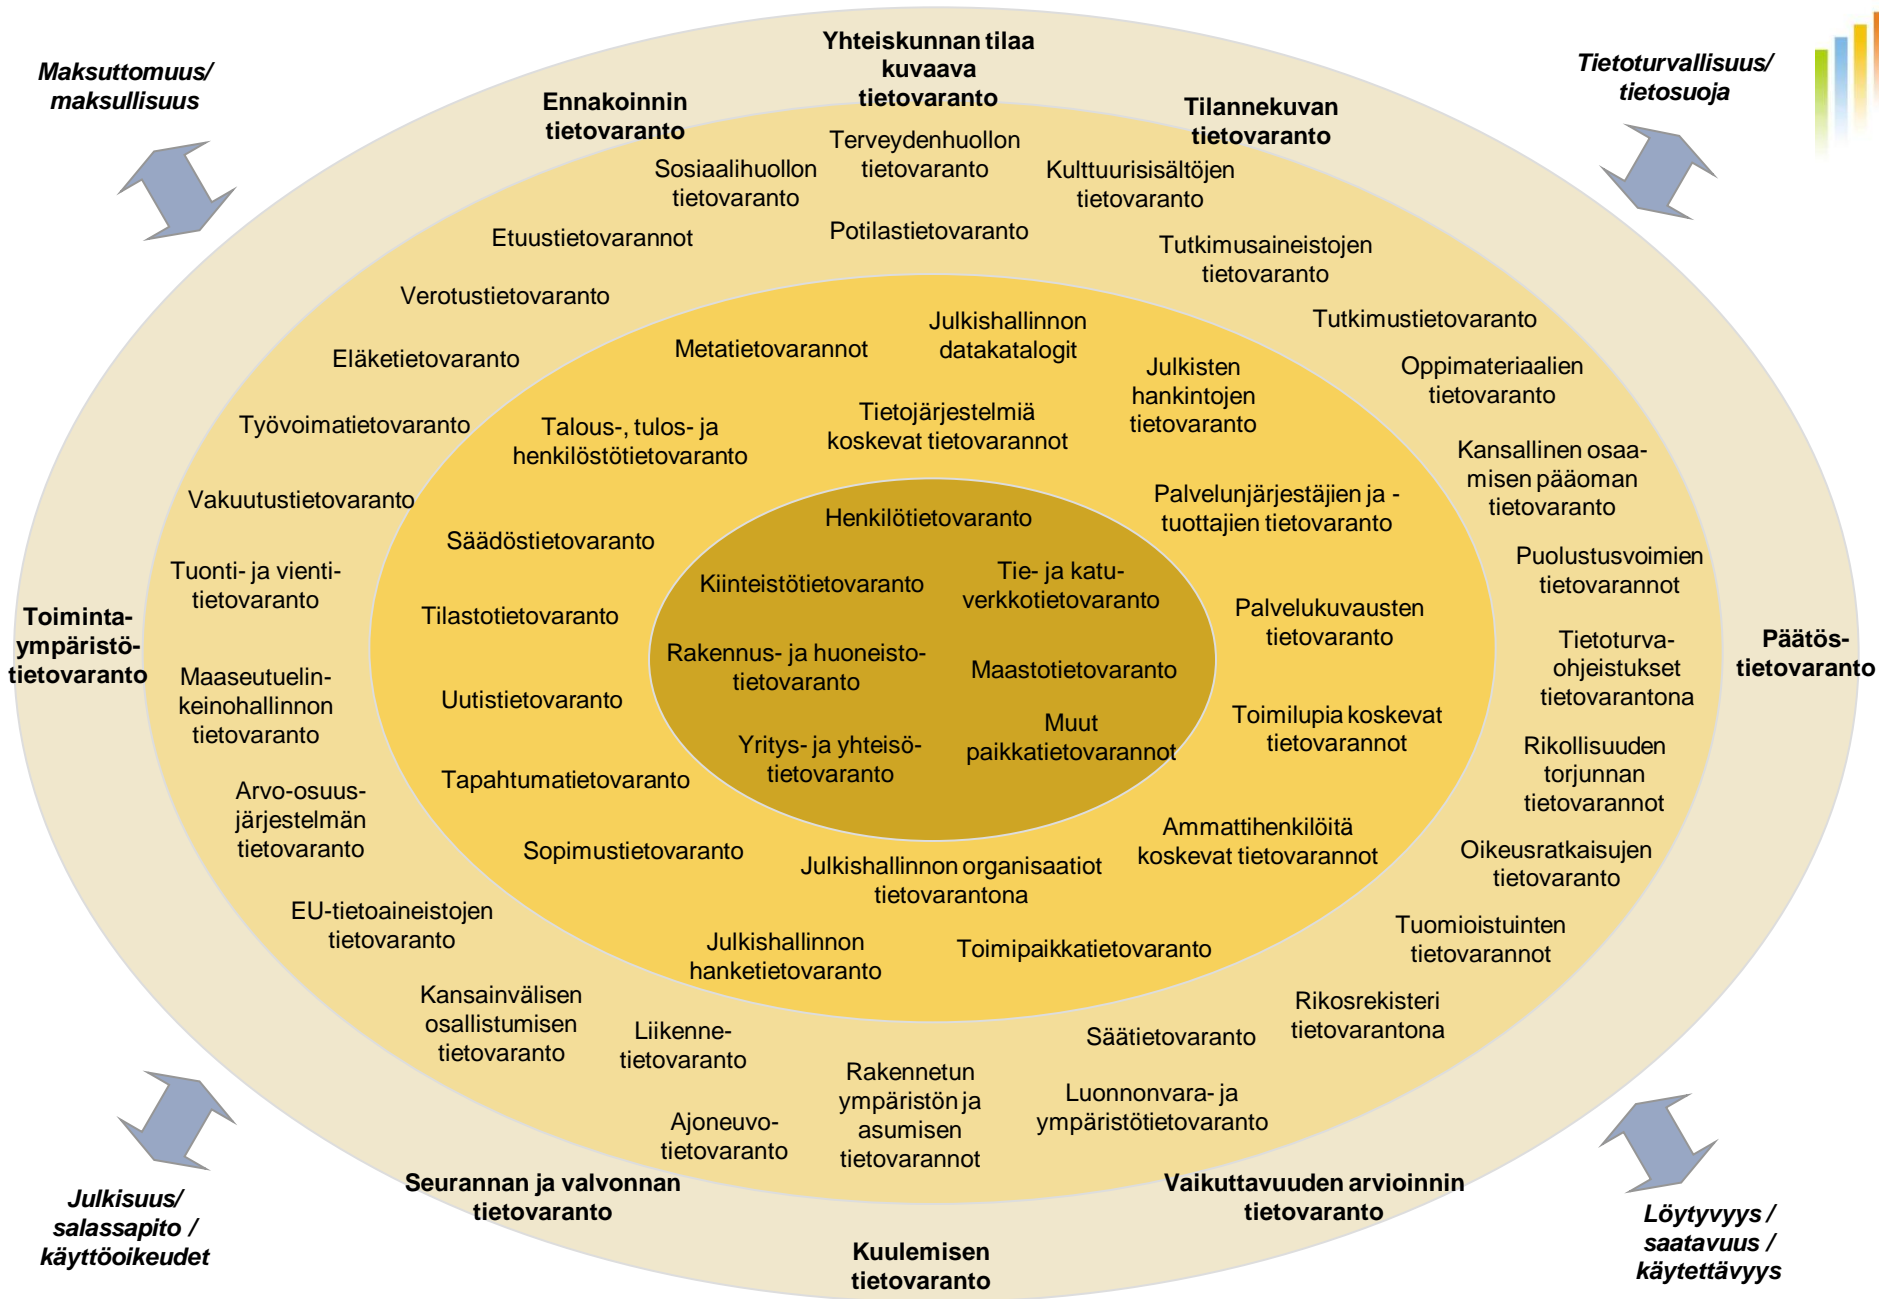 Yhteiskunnan tilaa
kuvaava
tietovaranto
Maksuttomuus/
maksullisuus
Tietoturvallisuus/
tietosuoja
Ennakoinnin
tietovaranto
Tilannekuvan
tietovaranto
Terveydenhuollon
tietovaranto
Sosiaalihuollon
tietovaranto
Kulttuurisisältöjen
tietovaranto
Etuustietovarannot
Potilastietovaranto
Tutkimusaineistojen
tietovaranto
Verotustietovaranto
Tutkimustietovaranto
Metatietovarannot
Julkishallinnon
datakatalogit
Eläketietovaranto
Julkisten
hankintojen
tietovaranto
Oppimateriaalien
tietovaranto
Työvoimatietovaranto
Talous-, tulos- ja
henkilöstötietovaranto
Tietojärjestelmiä
koskevat tietovarannot
Kansallinen osaa-
misen pääoman
tietovaranto
Vakuutustietovaranto
Palvelunjärjestäjien ja -
tuottajien tietovaranto
Henkilötietovaranto
Säädöstietovaranto
Tuonti- ja vienti-
tietovaranto
Kiinteistötietovaranto
Tie- ja katu-
verkkotietovaranto
Puolustusvoimien
tietovarannot
Tilastotietovaranto
Palvelukuvausten
tietovaranto
Toiminta-
ympäristö-
tietovaranto
Rakennus- ja huoneisto-
tietovaranto
Maastotietovaranto
Tietoturva-
ohjeistukset
tietovarantona
Päätös-
tietovaranto
Maaseutuelin-
keinohallinnon
tietovaranto
Uutistietovaranto
Toimilupia koskevat
tietovarannot
Yritys- ja yhteisö-
tietovaranto
Muut
paikkatietovarannot
Rikollisuuden
torjunnan
tietovarannot
Tapahtumatietovaranto
Arvo-osuus-
järjestelmän
tietovaranto
Sopimustietovaranto
Julkishallinnon organisaatiot
tietovarantona
Ammattihenkilöitä
koskevat tietovarannot
Oikeusratkaisujen
tietovaranto
EU-tietoaineistojen
tietovaranto
Julkishallinnon
hanketietovaranto
Toimipaikkatietovaranto
Tuomioistuinten
tietovarannot
Kansainvälisen
osallistumisen
tietovaranto
Liikenne-
tietovaranto
Säätietovaranto
Rikosrekisteri
tietovarantona
Ajoneuvo-
tietovaranto
Rakennetun
ympäristön ja
asumisen
tietovarannot
Luonnonvara- ja
ympäristötietovaranto
Seurannan ja valvonnan
tietovaranto
Vaikuttavuuden arvioinnin
tietovaranto
Julkisuus/
salassapito /
käyttöoikeudet
Kuulemisen
tietovaranto
Löytyvyys /
saatavuus /
käytettävyys